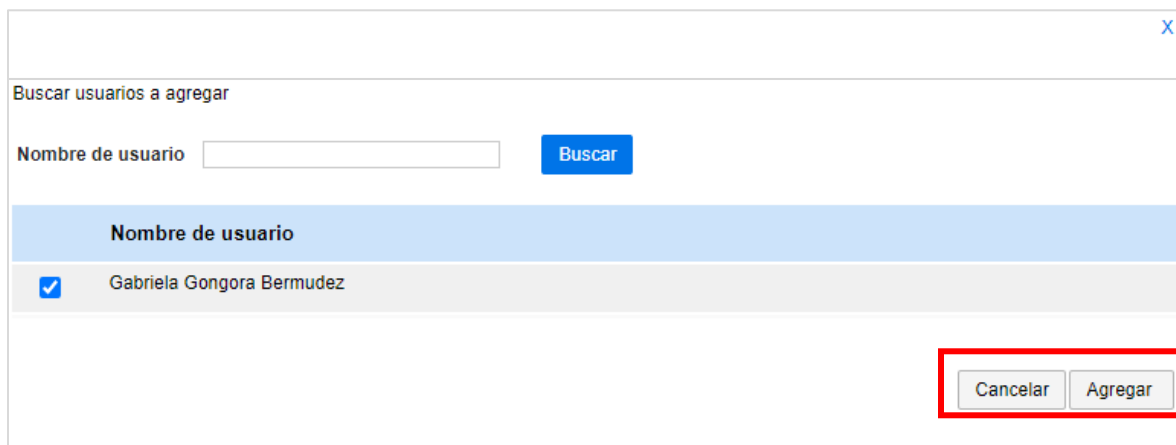 X
Buscar usuarios a agregar
Nombre de usuario Buscar
Nombre de usuario
Gabriela Gongora Bermudez
Cancelar Agregar